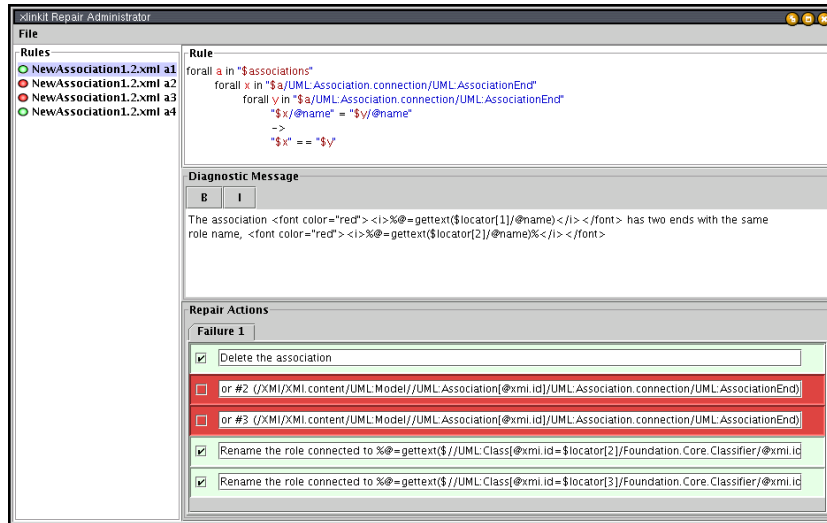 xlinkit Repair Administrator
File
Rules
NewAssociation1.2.xml a1
NewAssociation1.2.xml a2
NewAssociation1.2.xml a3
NewAssociation1.2.xml a4
Rule
forall a in "$associations"
forall x in "$a/UML:Association.connection/UML:AssociationEnd"
forall y in "$a/UML:Association.connection/UML:AssociationEnd"
"$x/@name" = "$y/@name"
->
"$x" == "$y"
Diagnostic Message
B I
The association <font color="red"><i>%@=gettext($locator[1]/@name)</i></font> has two ends with the same
role name, <font color="red"><i>%@=gettext($locator[2]/@name)%</i></font>
Repair Actions
Failure 1
Delete the association
or #2 (/XMI/XMI.content/UML:Model//UML:Association[@xmi.id]/UML:Association.connection/UML:AssociationEnd)
or #3 (/XMI/XMI.content/UML:Model//UML:Association[@xmi.id]/UML:Association.connection/UML:AssociationEnd)
Rename the role connected to %@=gettext($//UML:Class[@xmi.id=$locator[2]/Foundation.Core.Classifier/@xmi.ic
Rename the role connected to %@=gettext($//UML:Class[@xmi.id=$locator[3]/Foundation.Core.Classifier/@xmi.ic